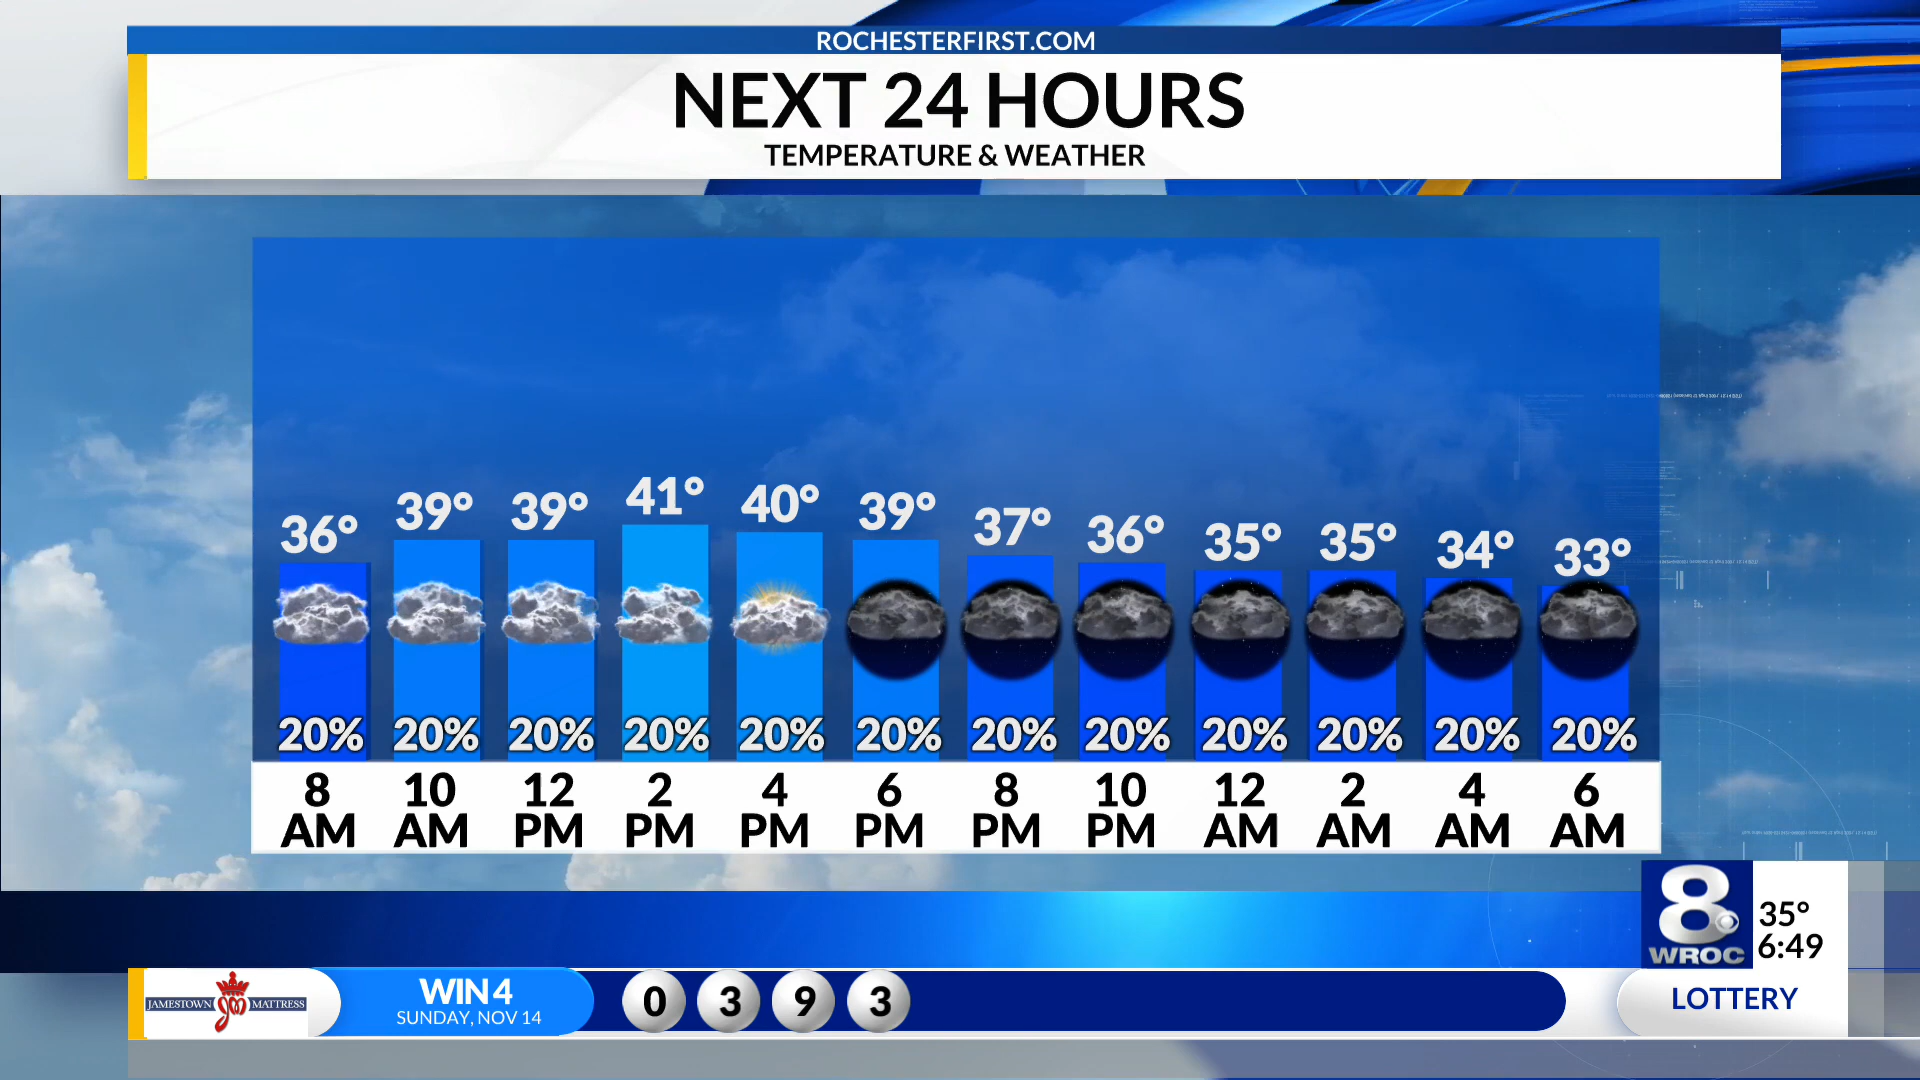 ROCHESTERFIRST.COM
NEXT 24 HOURS
TEMPERATURE & WEATHER
36° 39° 39° 41° 40° 39° 37° 36° 35° 35° 34° 33°
20% 20% 20% 20% 20% 20% 20% 20% 20% 20% 20% 20%
8 10 12 2 4 6 8 10 12 2 4 6
AM AM PM PM PM PM PM PM AM AM AM AM
8
WROC
35°
6:49
JAMESTOWN JM MATTRESS
WIN 4
SUNDAY, NOV 14
0 3 9 3
LOTTERY